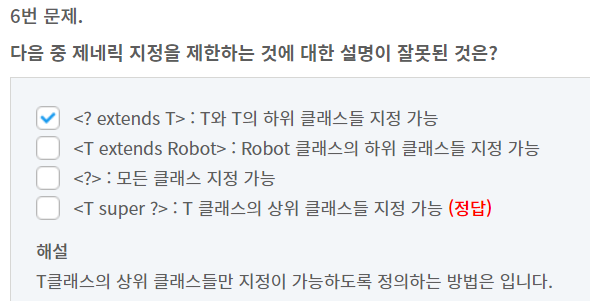 6번 문제.
다음 중 제네릭 지정을 제한하는 것에 대한 설명이 잘못된 것은?
<? extends T> : T와 T의 하위 클래스들 지정 가능
<T extends Robot> : Robot 클래스의 하위 클래스들 지정 가능
<?> : 모든 클래스 지정 가능
<T super ?> : T 클래스의 상위 클래스들 지정 가능 (정답)
해설
T클래스의 상위 클래스들만 지정이 가능하도록 정의하는 방법은 입니다.